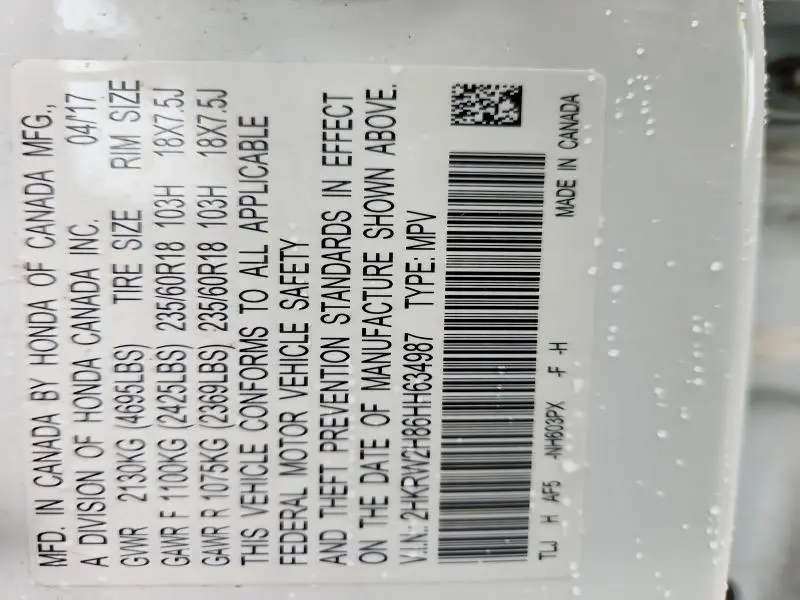 MFD. IN CANADA BY HONDA OF CANADA MFG.,
A DIVISION OF HONDA CANADA INC. 04/17
GVWR 2130KG (4695LBS) TIRE SIZE RIM SIZE
GAWR F 1100KG (2425LBS) 235/60R18 103H 18X7.5J
GAWR R 1075KG (2369LBS) 235/60R18 103H 18X7.5J
THIS VEHICLE CONFORMS TO ALL APPLICABLE
FEDERAL MOTOR VEHICLE SAFETY
AND THEFT PREVENTION STANDARDS IN EFFECT
ON THE DATE OF MANUFACTURE SHOWN ABOVE.
V.I.N.: 2HKRW2H86HH634987 TYPE: MPV
TLJ H AF5 -NH603PX -F -H
MADE IN CANADA